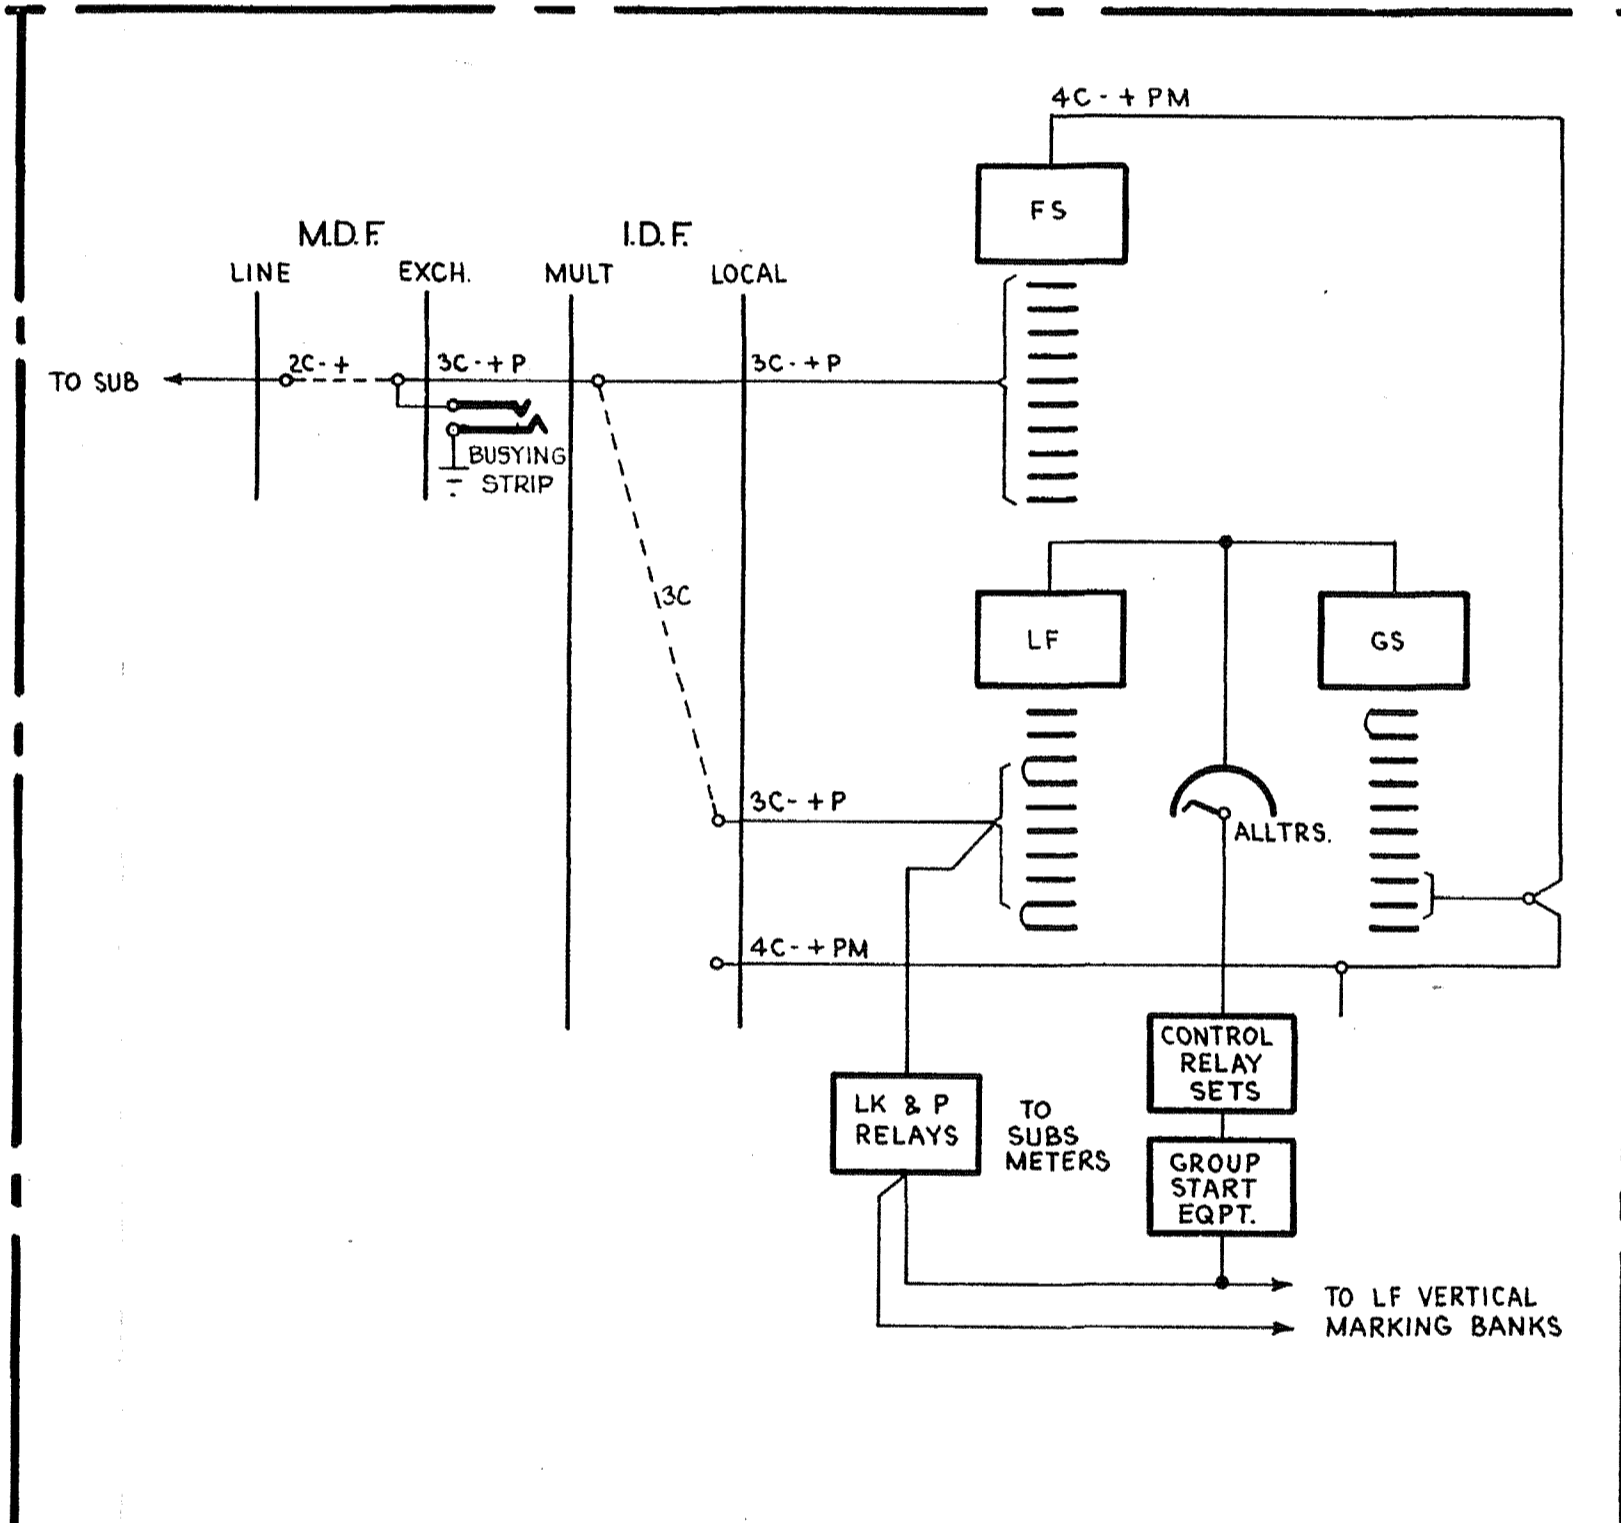 4C - + PM
FS
M.D.F. I.D.F.
LINE EXCH. MULT LOCAL
TO SUB
2C - +
3C - + P
3C - + P
BUSYING
STRIP
3C
LF
GS
3C - + P
ALLTRS.
4C - + PM
CONTROL
RELAY
SETS
LK & P
RELAYS
TO
SUBS
METERS
GROUP
START
EQPT.
TO LF VERTICAL
MARKING BANKS